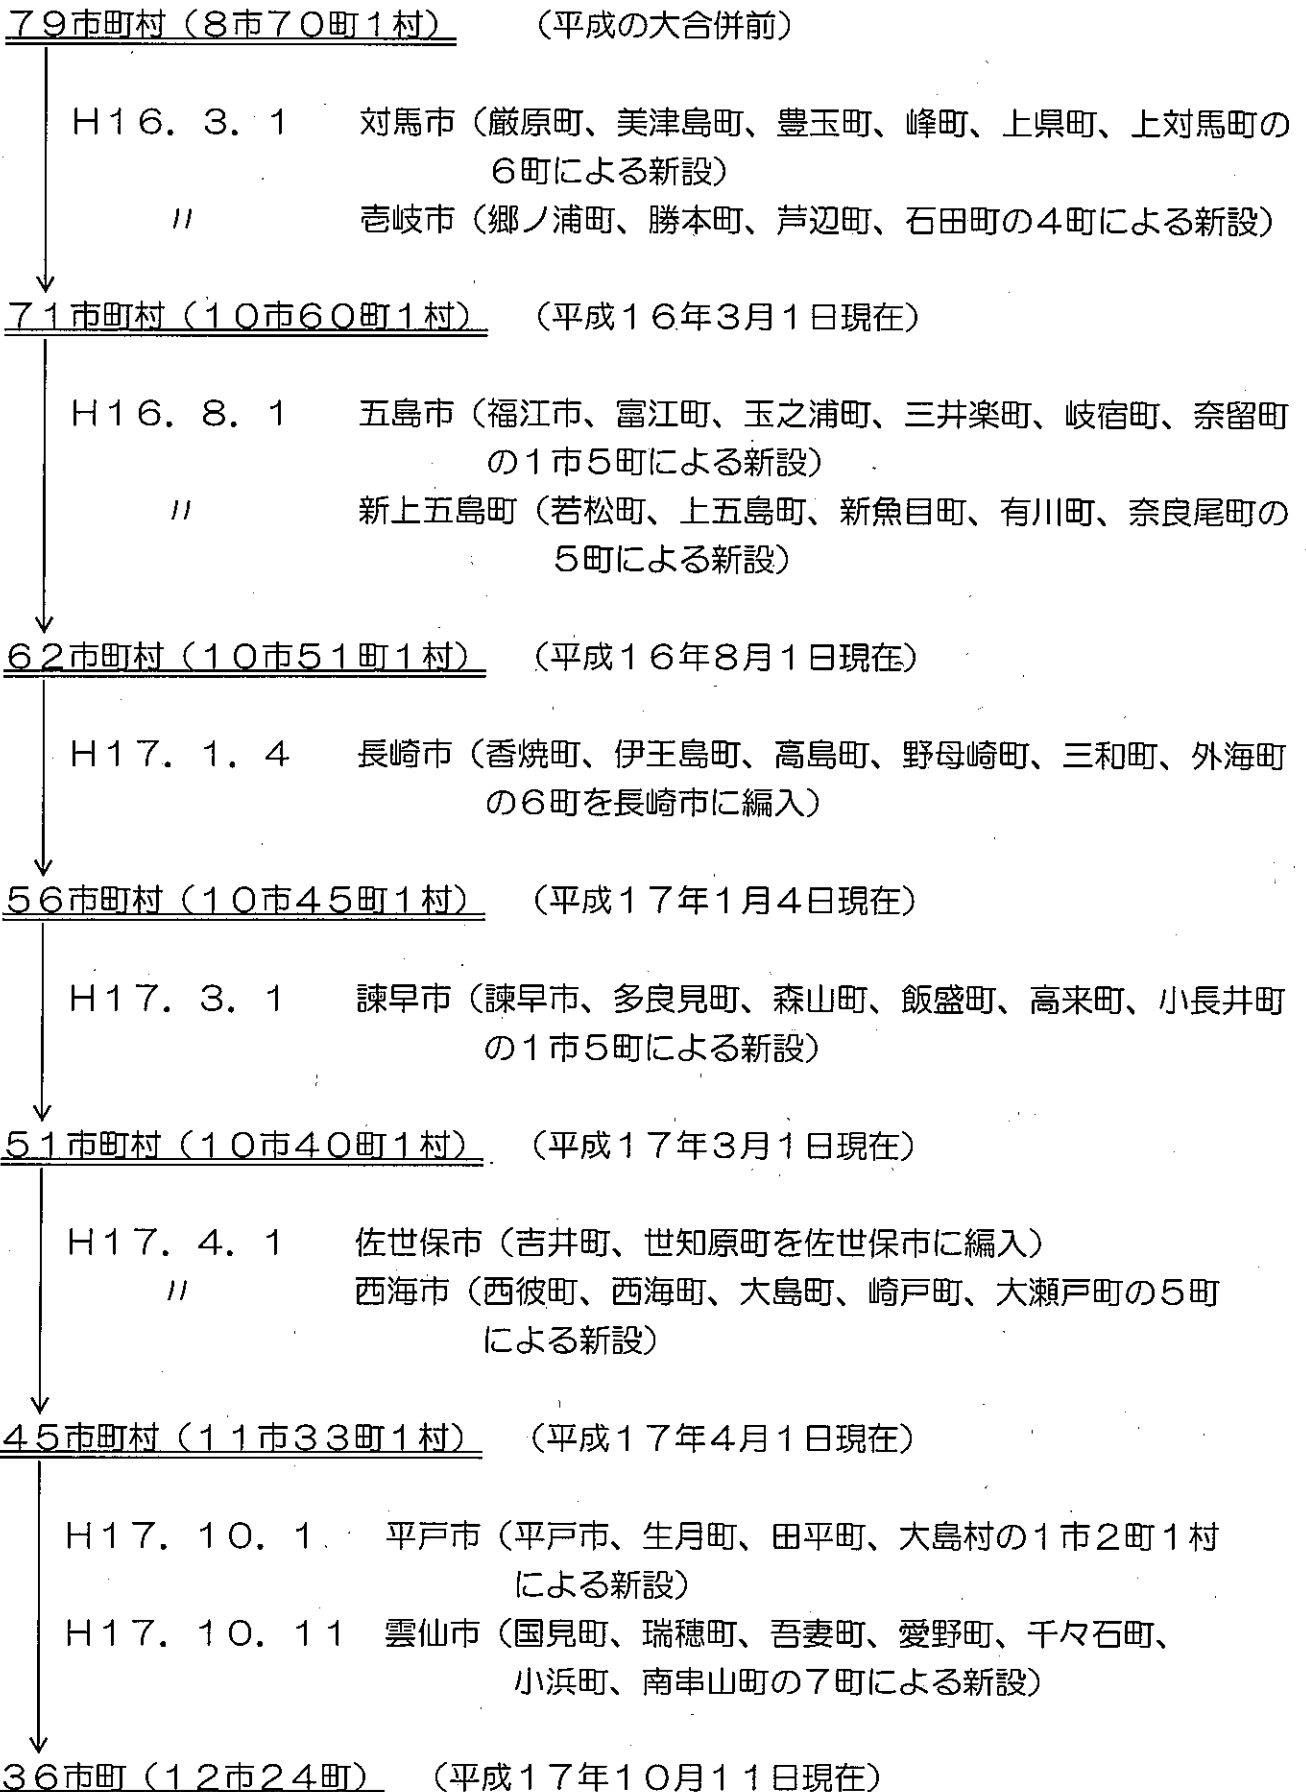 79市町村（8市70町1村）　（平成の大合併前）
H16．3．1　対馬市（厳原町、美津島町、豊玉町、峰町、上県町、上対馬町の
6町による新設）
〃　壱岐市（郷ノ浦町、勝本町、芦辺町、石田町の4町による新設）
71市町村（10市60町1村）　（平成16年3月1日現在）
H16．8．1　五島市（福江市、富江町、玉之浦町、三井楽町、岐宿町、奈留町
の1市5町による新設）
〃　新上五島町（若松町、上五島町、新魚目町、有川町、奈良尾町の
5町による新設）
62市町村（10市51町1村）　（平成16年8月1日現在）
H17．1．4　長崎市（香焼町、伊王島町、高島町、野母崎町、三和町、外海町
の6町を長崎市に編入）
56市町村（10市45町1村）　（平成17年1月4日現在）
H17．3．1　諫早市（諫早市、多良見町、森山町、飯盛町、高来町、小長井町
の1市5町による新設）
51市町村（10市40町1村）　（平成17年3月1日現在）
H17．4．1　佐世保市（吉井町、世知原町を佐世保市に編入）
〃　西海市（西彼町、西海町、大島町、崎戸町、大瀬戸町の5町
による新設）
45市町村（11市33町1村）　（平成17年4月1日現在）
H17．10．1　平戸市（平戸市、生月町、田平町、大島村の1市2町1村
による新設）
H17．10．11　雲仙市（国見町、瑞穂町、吾妻町、愛野町、千々石町、
小浜町、南串山町の7町による新設）
36市町（12市24町）　（平成17年10月11日現在）